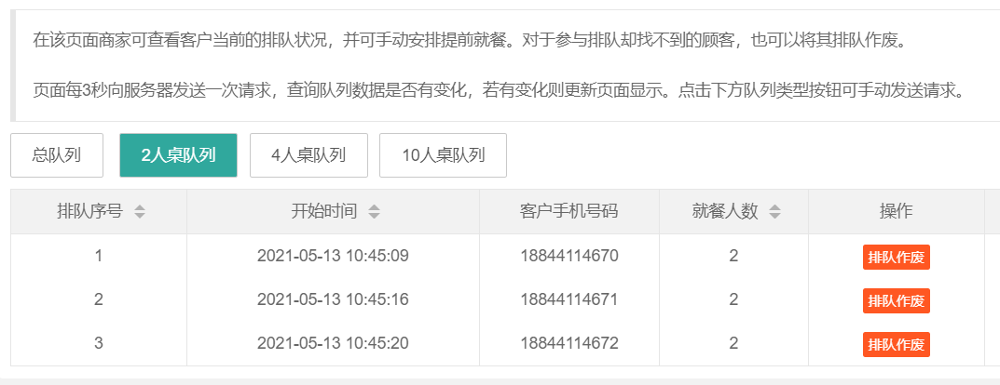 在该页面商家可查看客户当前的排队状况，并可手动安排提前就餐。对于参与排队却找不到的顾客，也可以将其排队作废。
页面每3秒向服务器发送一次请求，查询队列数据是否有变化，若有变化则更新页面显示。点击下方队列类型按钮可手动发送请求。
总队列 2人桌队列 4人桌队列 10人桌队列
排队序号 开始时间 客户手机号码 就餐人数 操作
1 2021-05-13 10:45:09 18844114670 2 排队作废
2 2021-05-13 10:45:16 18844114671 2 排队作废
3 2021-05-13 10:45:20 18844114672 2 排队作废